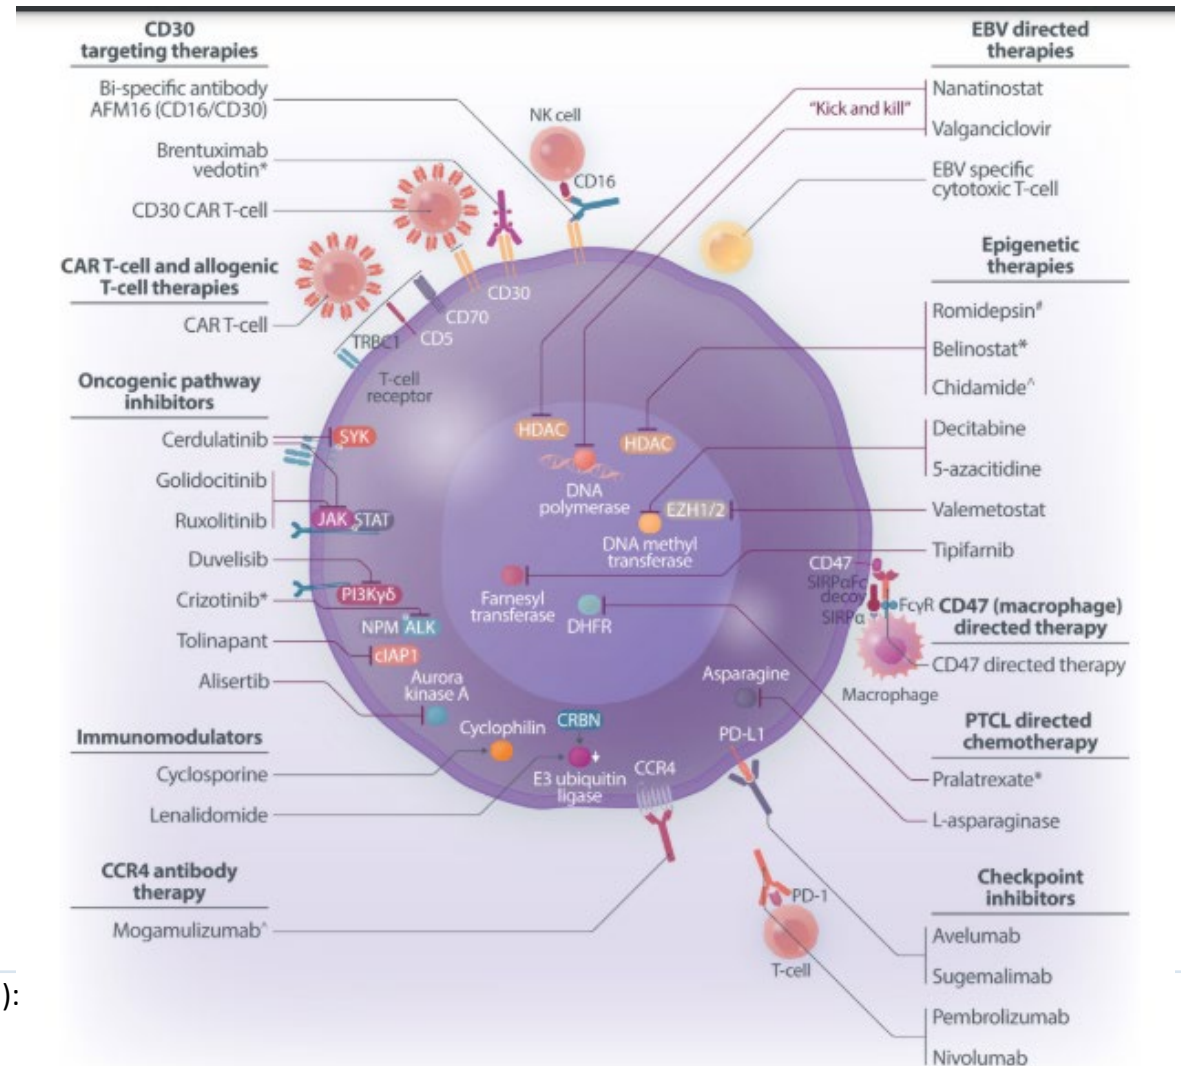 CD30
targeting therapies
Bi-specific antibody
AFM16 (CD16/CD30)
Brentuximab
vedotin*
CD30 CAR T-cell
CAR T-cell and allogenic
T-cell therapies
CAR T-cell
Oncogenic pathway
inhibitors
Cerdulatinib
Golidocitinib
Ruxolitinib
Duvelisib
Crizotinib*
Tolinapant
Alisertib
Immunomodulators
Cyclosporine
Lenalidomide
CCR4 antibody
therapy
Mogamulizumab^
NK cell
CD16
CD30
CD70
CD5
TRBC1
T-cell
receptor
SYK
JAK STAT
PI3Kγδ
NPM ALK
cIAP1
Aurora
kinase A
Cyclophilin
CRBN
E3 ubiquitin
ligase
CCR4
HDAC
HDAC
DNA
polymerase
EZH1/2
DNA methyl
transferase
Farnesyl
transferase
DHFR
Asparagine
PD-L1
PD-1
T-cell
CD47
SIRPαFc
decoy
SIRPα
FcγR
Macrophage
EBV directed
therapies
"Kick and kill"
Nanatinostat
Valganciclovir
EBV specific
cytotoxic T-cell
Epigenetic
therapies
Romidepsin#
Belinostat*
Chidamide^
Decitabine
5-azacitidine
Valemetostat
Tipifarnib
CD47 (macrophage)
directed therapy
CD47 directed therapy
PTCL directed
chemotherapy
Pralatrexate*
L-asparaginase
Checkpoint
inhibitors
Avelumab
Sugemalimab
Pembrolizumab
Nivolumab
):